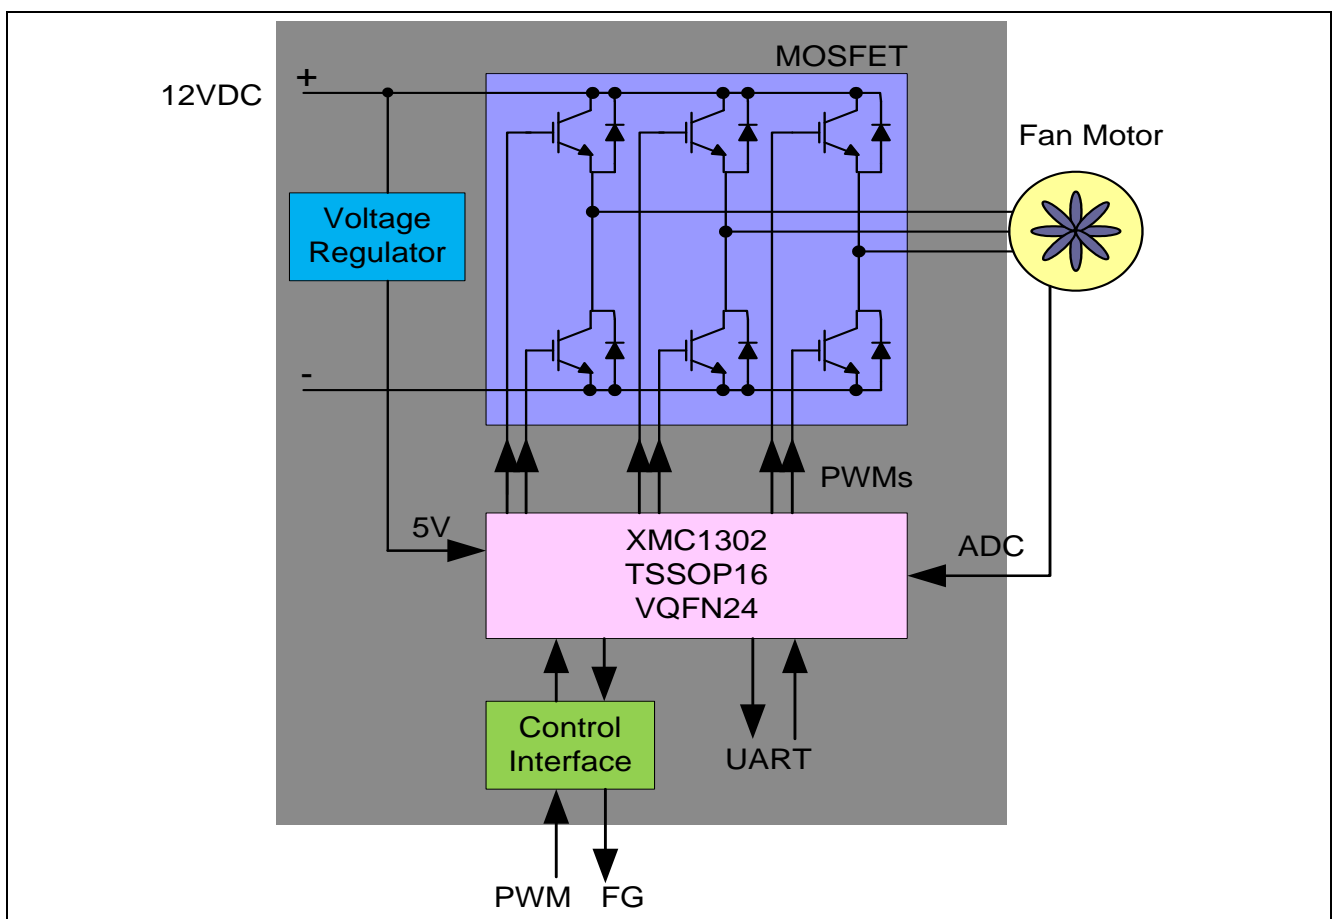 MOSFET
+
12VDC
Fan Motor
Voltage
Regulator
-
PWMs
5V
ADC
XMC1302
TSSOP16
VQFN24
Control
Interface
UART
PWM
FG